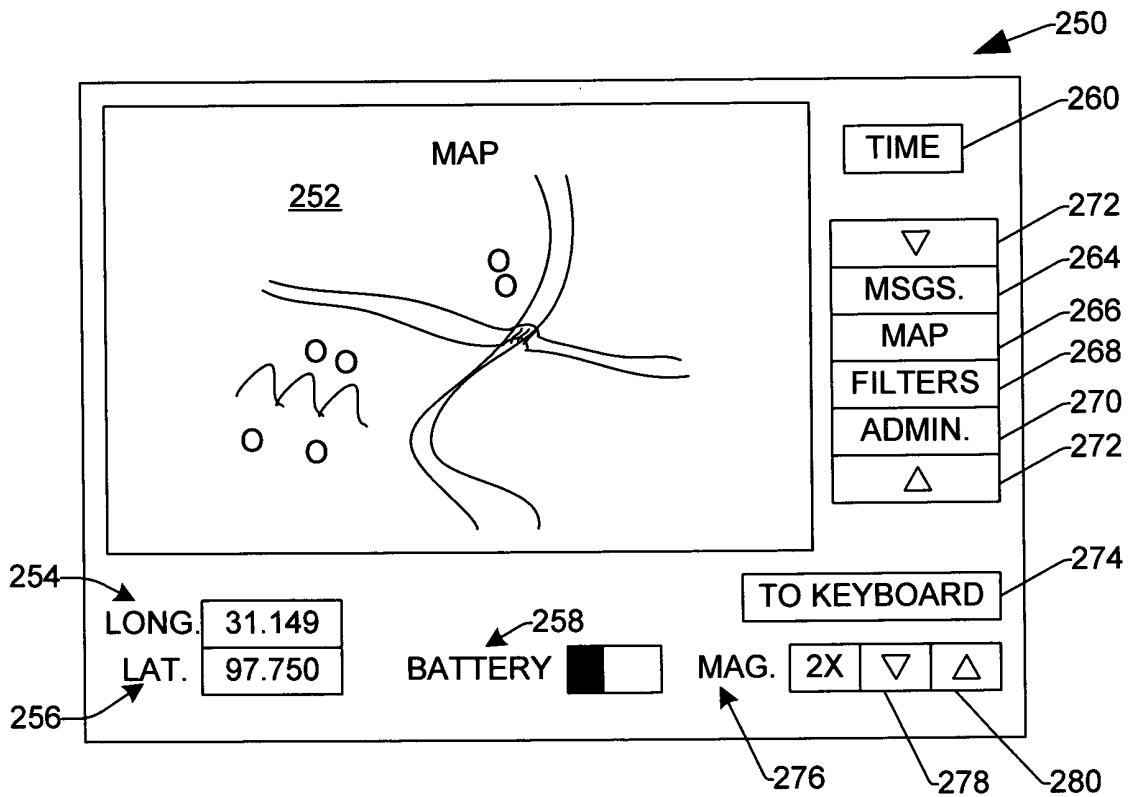 250
260
TIME
MAP
252
272
264
MSGS.
266
MAP
268
FILTERS
270
ADMIN.
272
274
TO KEYBOARD
254
LONG. 31.149
258
LAT. 97.750
BATTERY
MAG. 2X
256
276
278
280